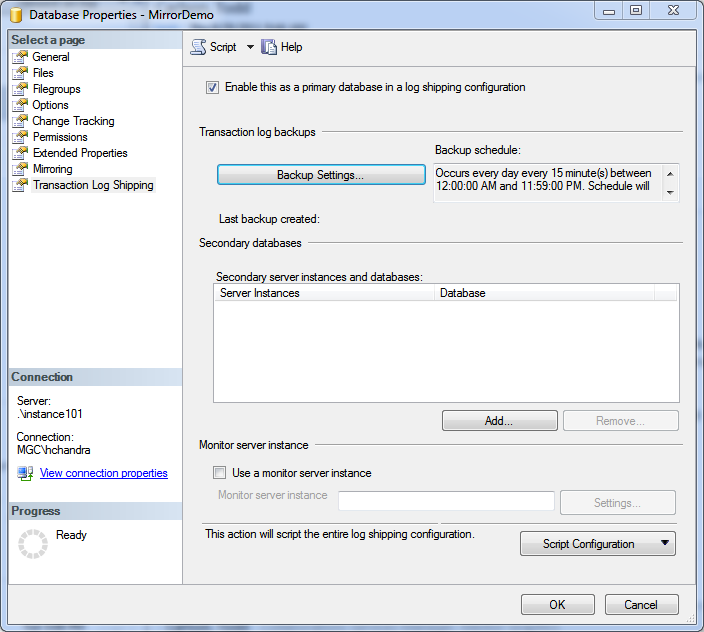 Database Properties - MirrorDemo
Select a page
General
Files
Filegroups
Options
Change Tracking
Permissions
Extended Properties
Mirroring
Transaction Log Shipping
Connection
Server:
.\instance101
Connection:
MGC\hchandra
View connection properties
Progress
Ready
Script
Help
Enable this as a primary database in a log shipping configuration
Transaction log backups
Backup schedule:
Backup Settings...
Occurs every day every 15 minute(s) between
12:00:00 AM and 11:59:00 PM. Schedule will
Last backup created:
Secondary databases
Secondary server instances and databases:
Server Instances Database
Add... Remove...
Monitor server instance
Use a monitor server instance
Monitor server instance Settings...
This action will script the entire log shipping configuration.
Script Configuration
OK Cancel